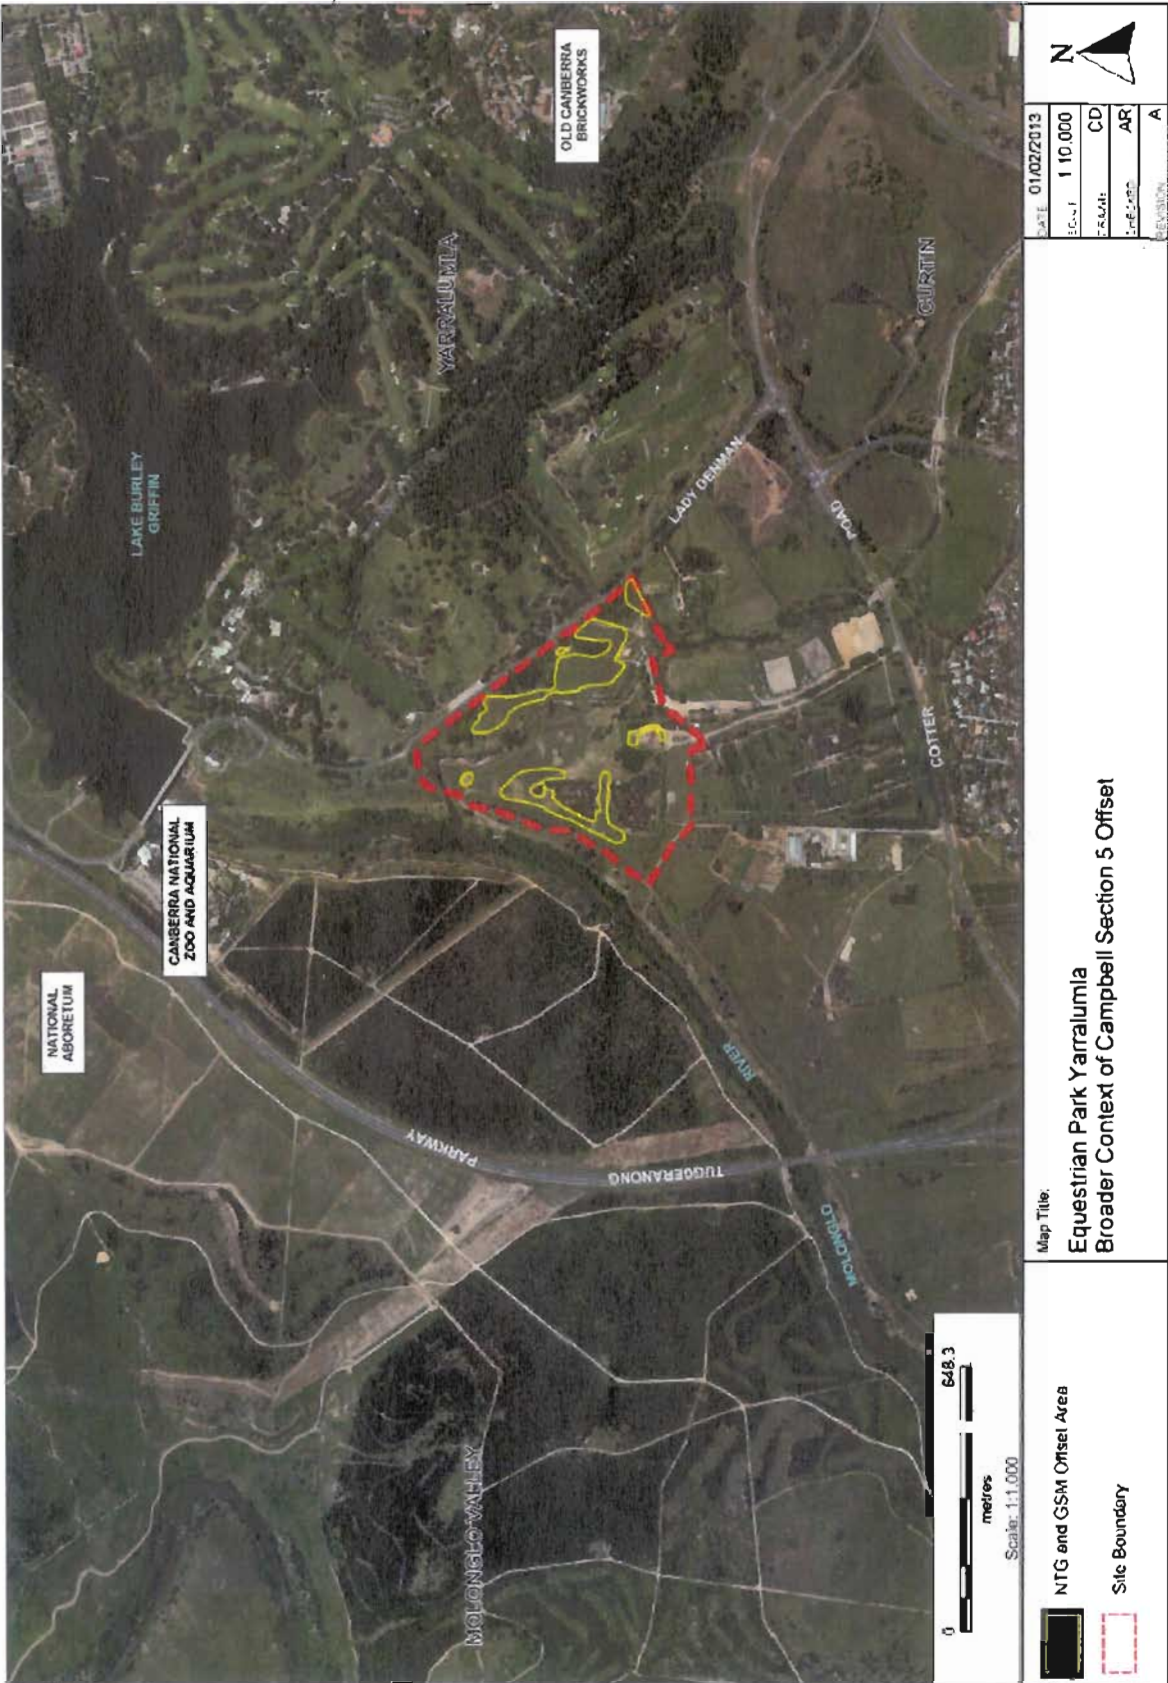 NATIONAL
ABORETUM
CANBERRA NATIONAL
ZOO AND AQUARIUM
LAKE BURLEY
GRIFFIN
OLD CANBERRA
BRICKWORKS
YARRALUMLA
MOLONGLO VALLEY
TUGGERANONG
PARKWAY
MOLONGLO
RIVER
LADY DENMAN
COTTER
ROAD
CURTIN
0
648.3
metres
Scale: 1:1,000
NTG and GSM Offset Area
Site Boundary
Map Title:
Equestrian Park Yarralumla
Broader Context of Campbell Section 5 Offset
DATE 01/02/2013
1 10.000
CD
AR
REVISION A
N